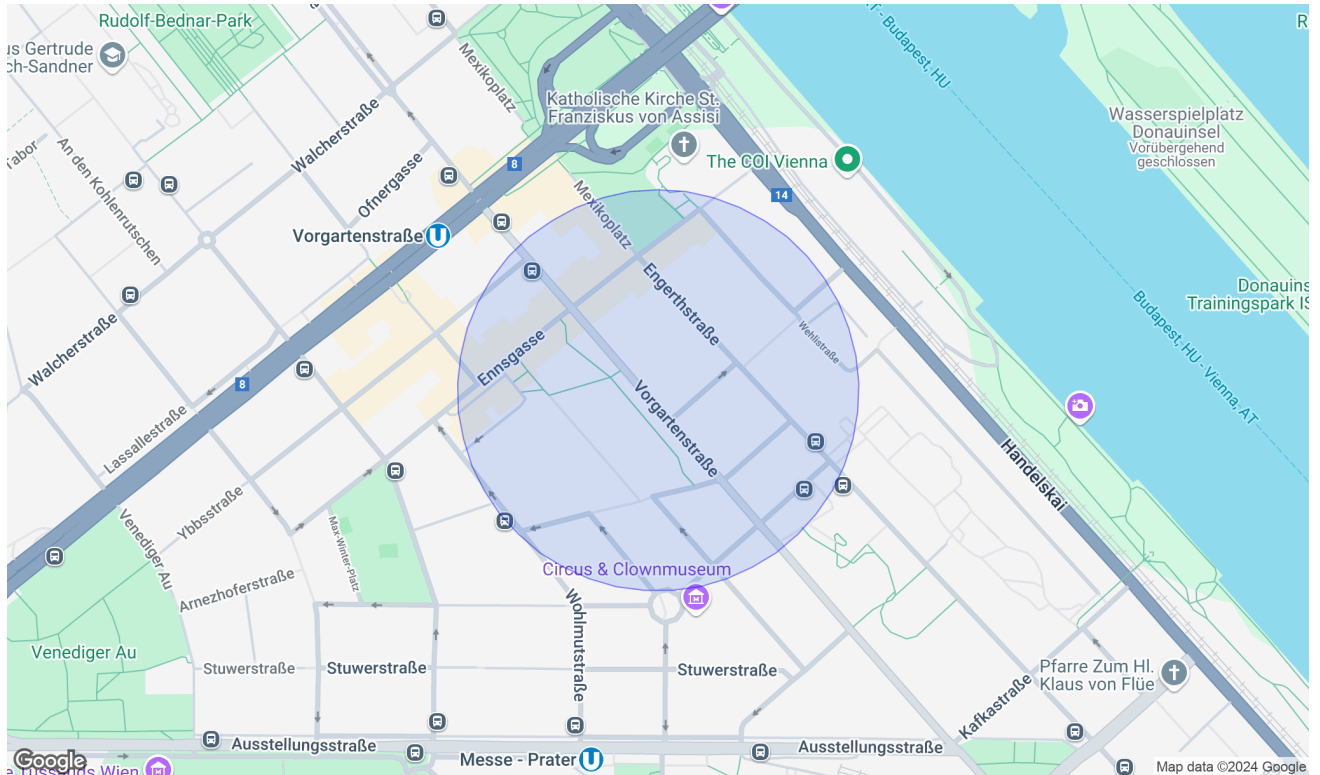 Rudolf-Bednar-Park
us Gertrude
ch-Sandner
Mexikoplatz
f - Budapest, HU
R
Katholische Kirche St.
Franziskus von Assisi
Wasserspielplatz
Donauinsel
Vorübergehend
geschlossen
Walcherstraße
Tabor
An den Kohlenrutschen
Ofnergasse
8
The COI Vienna
14
Mexikoplatz
Vorgartenstraße
U
Engerthstraße
Donauins
Trainingspark IS
Budapest, HU - Vienna, AT
Walcherstraße
Wehlistraße
Ennsgasse
8
Vorgartenstraße
Lassallestraße
Handelskai
Ybbsstraße
Venediger Au
Max-Winter-Platz
Arnezhoferstraße
Circus & Clownmuseum
M
Wohlmutstraße
Venediger Au
Stuwerstraße
Stuwerstraße
Stuwerstraße
Pfarre Zum Hl.
Klaus von Flüe
Kafkastraße
Ausstellungsstraße
Messe - Prater
U
Ausstellungsstraße
Google
e Tussauds Wien
Map data ©2024 Google